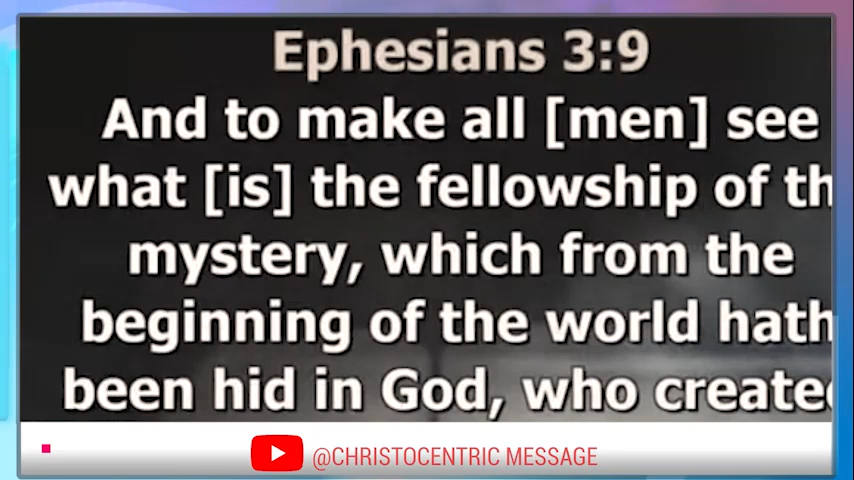 Ephesians 3:9
And to make all [men] see
what [is] the fellowship of th
mystery, which from the
beginning of the world hath
been hid in God, who create
@CHRISTOCENTRIC MESSAGE